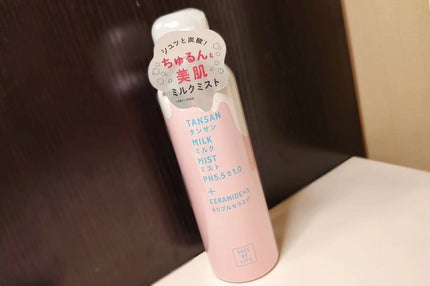 シュッと炭酸!
ちゅるんと
美肌
ミルクミスト
TANSAN
タンサン
MILK
ミルク
MIST
ミスト
PH5.5±1.0
+
CERAMIDE*3
トリプルセラミド